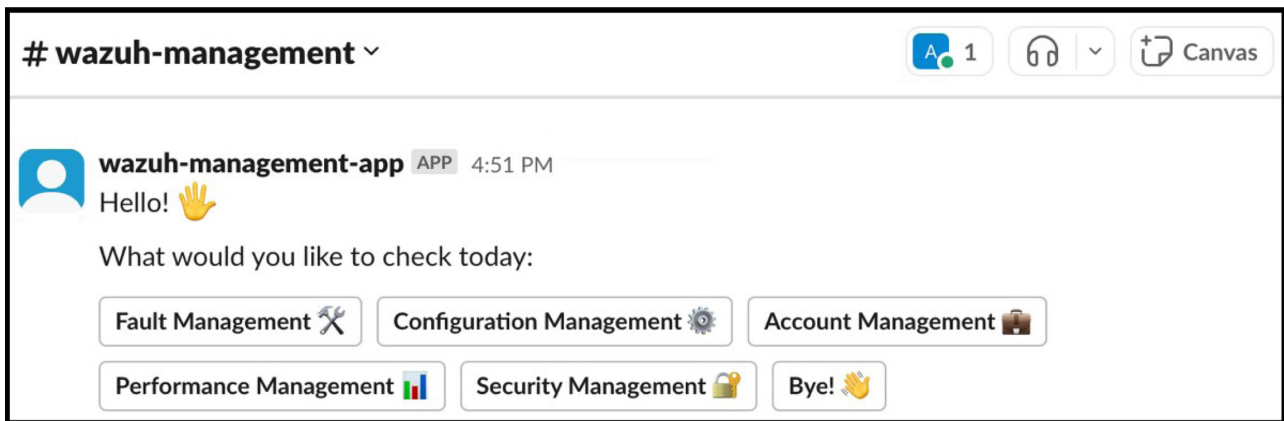 # wazuh-management
A 1
Canvas
wazuh-management-app APP 4:51 PM
Hello! 🖐
What would you like to check today:
Fault Management 🛠 Configuration Management ⚙ Account Management 💼
Performance Management 📊 Security Management 🔐 Bye! 👋